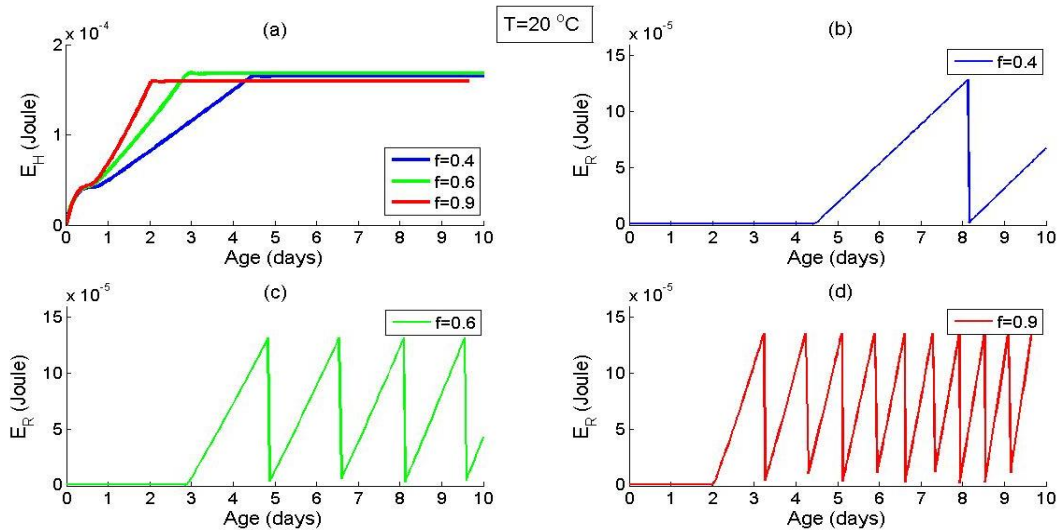 T=20 °C
(a)
x 10⁻⁴
2
1
0
E_H (Joule)
f=0.4
f=0.6
f=0.9
0 1 2 3 4 5 6 7 8 9 10
Age (days)
(b)
x 10⁻⁵
15
10
5
0
E_R (Joule)
f=0.4
0 1 2 3 4 5 6 7 8 9 10
Age (days)
(c)
x 10⁻⁵
15
10
5
0
E_R (Joule)
f=0.6
0 1 2 3 4 5 6 7 8 9 10
Age (days)
(d)
x 10⁻⁵
15
10
5
0
E_R (Joule)
f=0.9
0 1 2 3 4 5 6 7 8 9 10
Age (days)